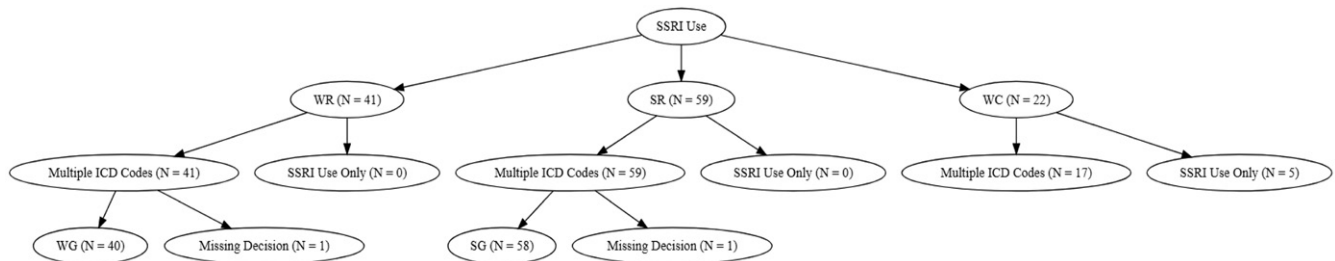 SSRI Use
WR (N = 41)
SR (N = 59)
WC (N = 22)
Multiple ICD Codes (N = 41)
SSRI Use Only (N = 0)
Multiple ICD Codes (N = 59)
SSRI Use Only (N = 0)
Multiple ICD Codes (N = 17)
SSRI Use Only (N = 5)
WG (N = 40)
Missing Decision (N = 1)
SG (N = 58)
Missing Decision (N = 1)